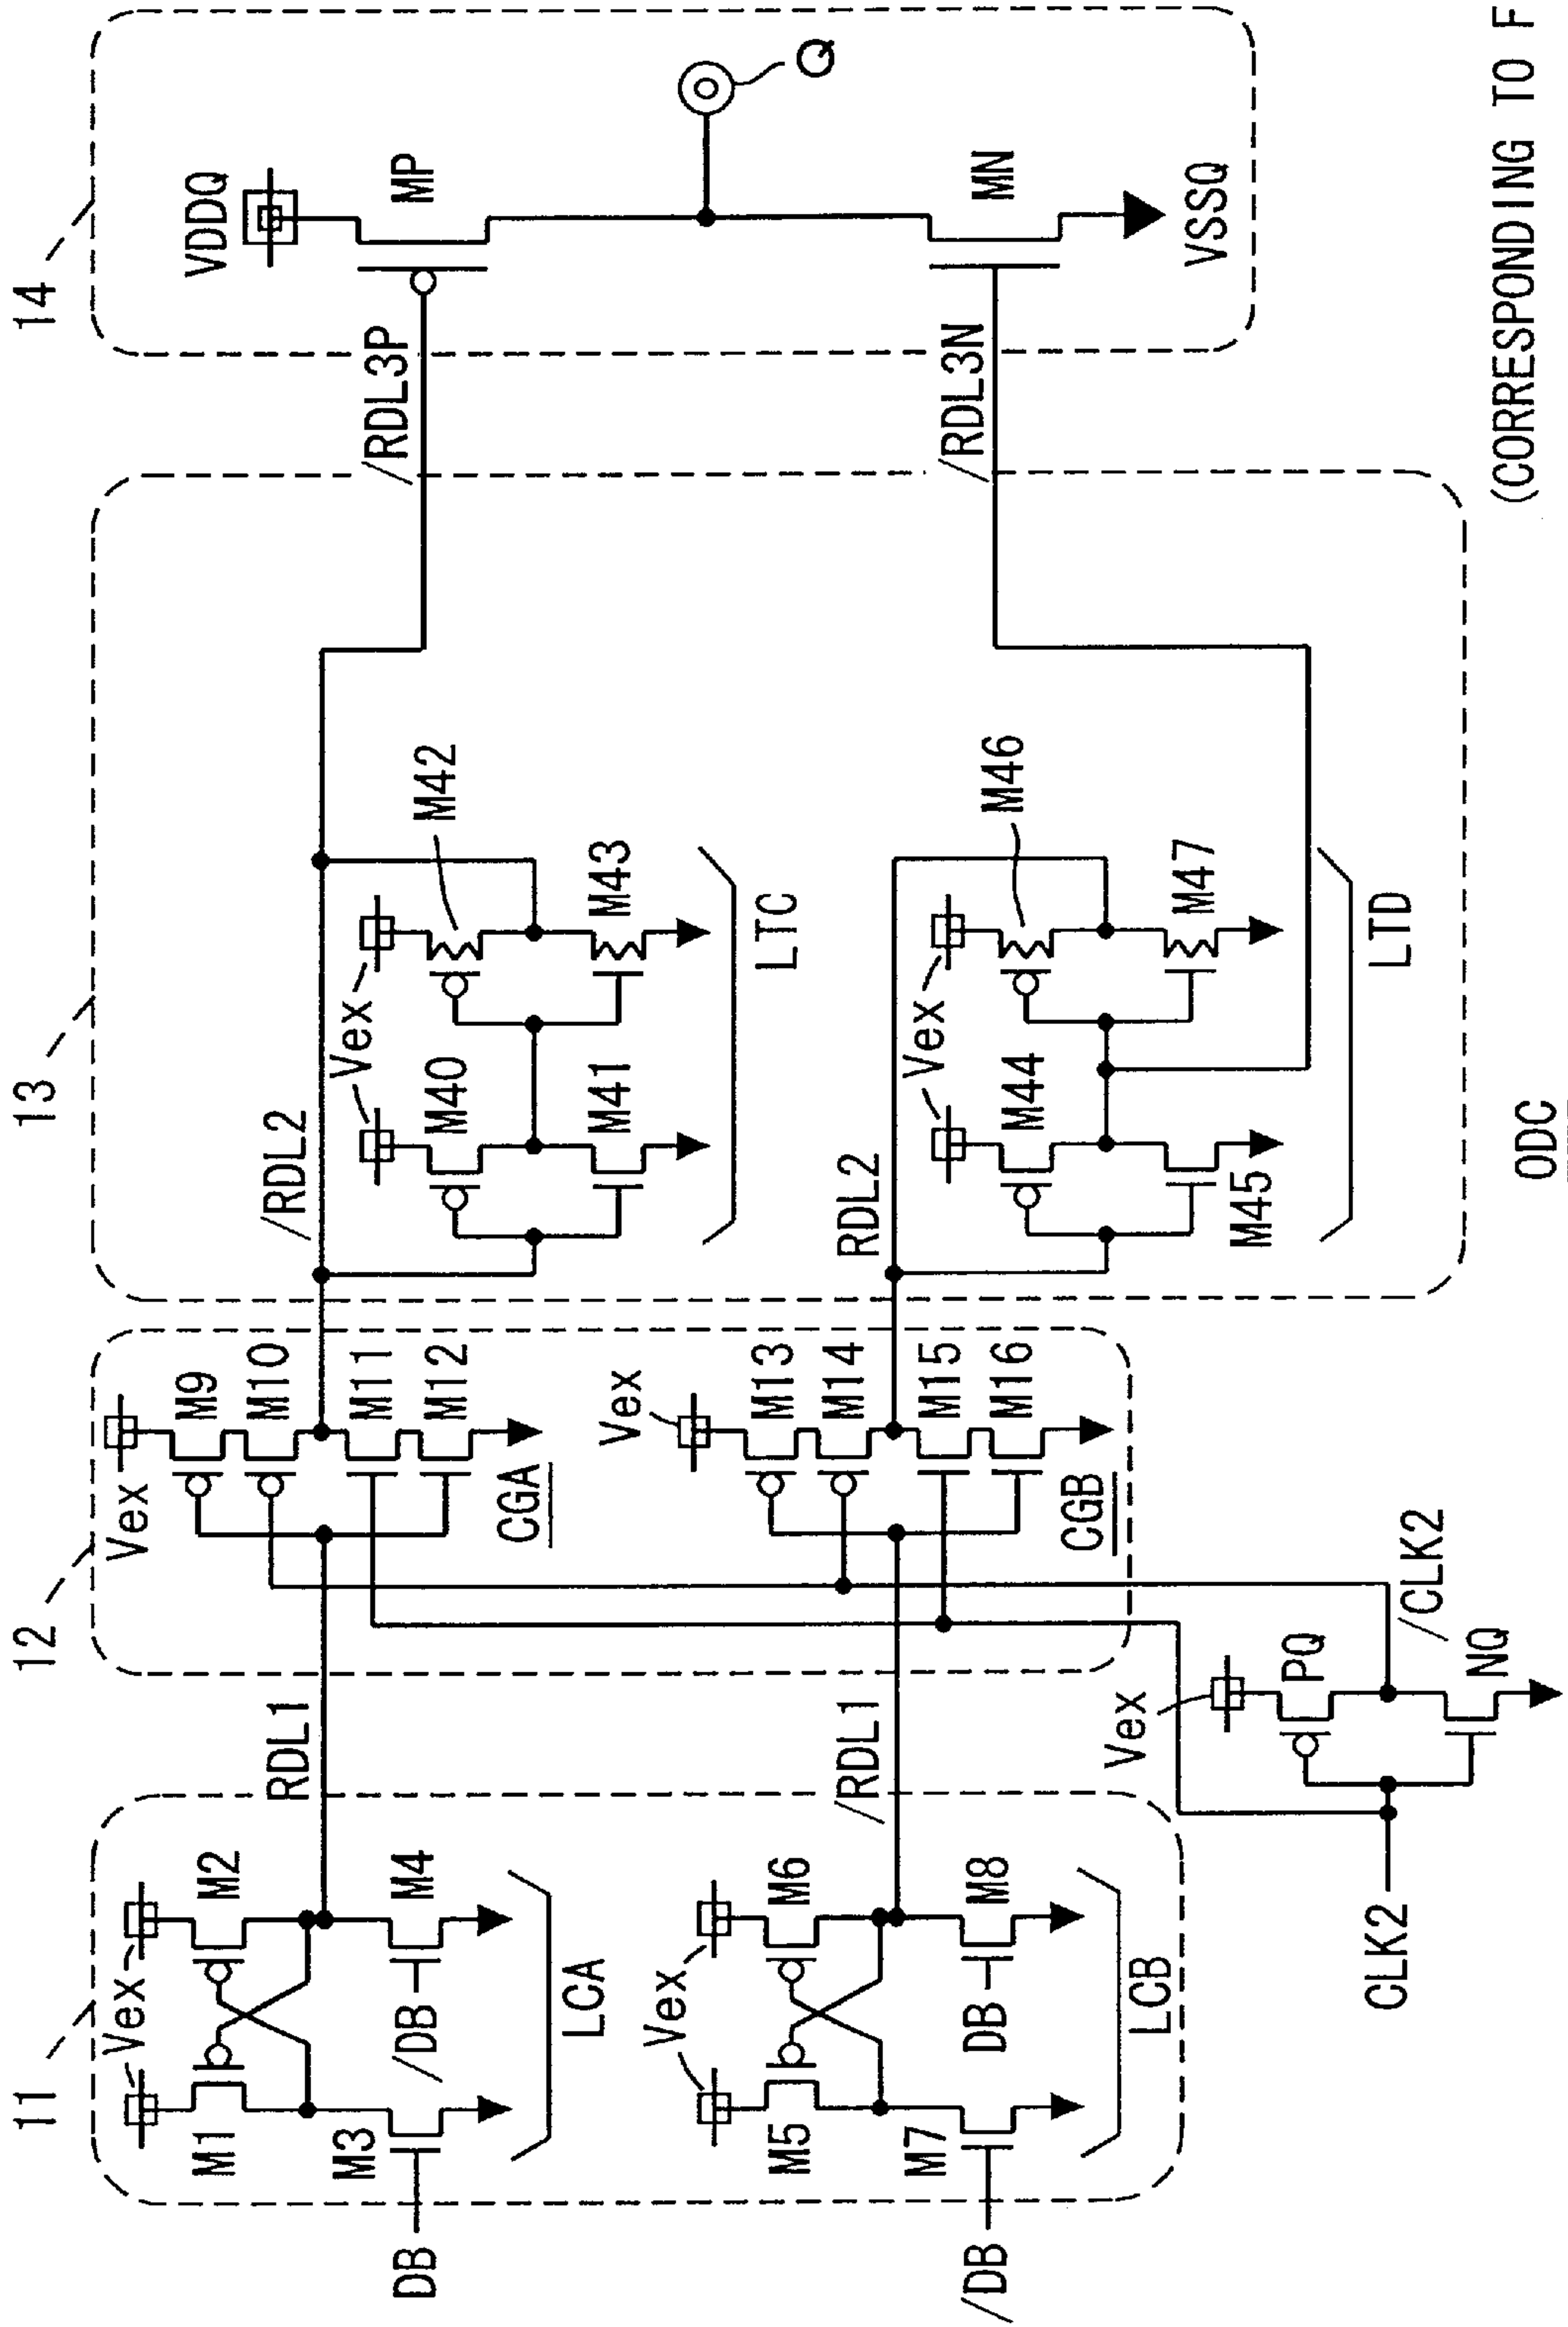 11
12
13
14
Vex
M1
M2
M3
M4
DB
/DB
LCA
RDL1
Vex
M5
M6
M7
M8
/DB
DB
LCB
/RDL1
Vex
M9
M10
M11
M12
CGA
Vex
M13
M14
M15
M16
CGB
CLK2
Vex
PQ
NQ
/CLK2
/RDL2
Vex
M40
M41
M42
M43
LTC
RDL2
Vex
M44
M45
M46
M47
LTD
/RDL3P
/RDL3N
VDDQ
MP
Q
MN
VSSQ
ODC
(CORRESPONDING TO F